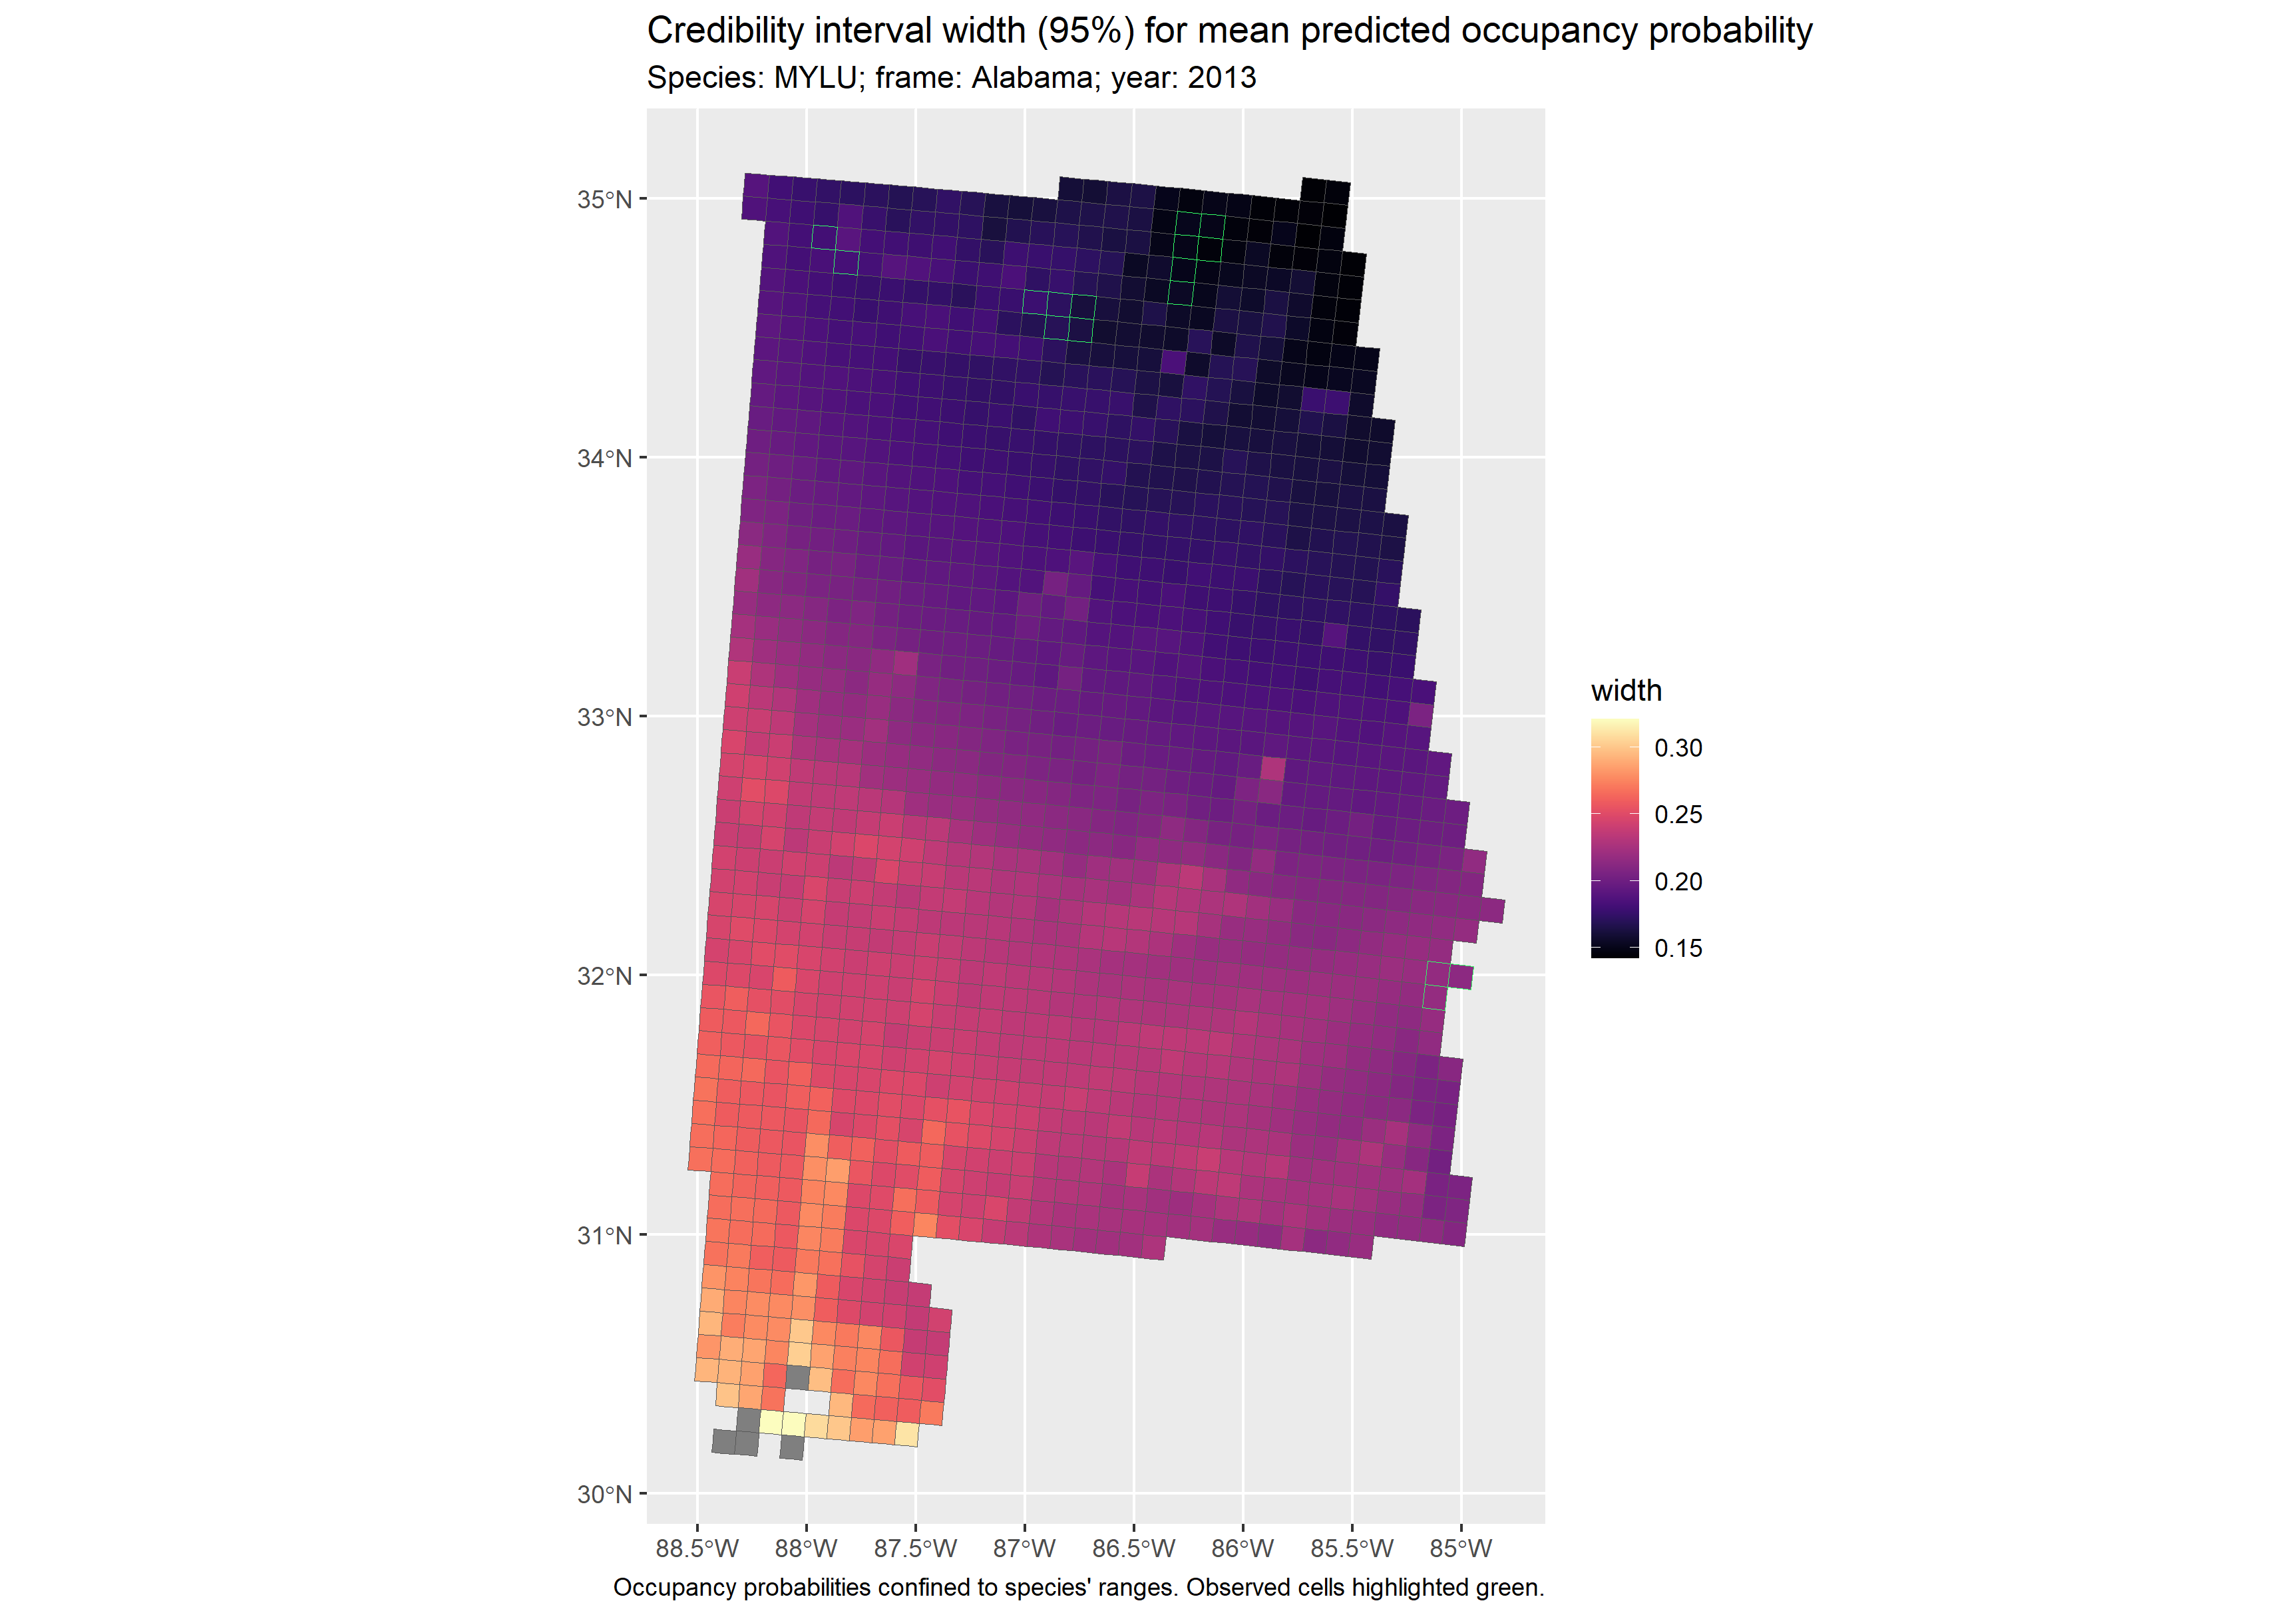 Credibility interval width (95%) for mean predicted occupancy probability
Species: MYLU; frame: Alabama; year: 2013
35°N
34°N
33°N
32°N
31°N
30°N
88.5°W 88°W 87.5°W 87°W 86.5°W 86°W 85.5°W 85°W
width
0.30
0.25
0.20
0.15
Occupancy probabilities confined to species' ranges. Observed cells highlighted green.